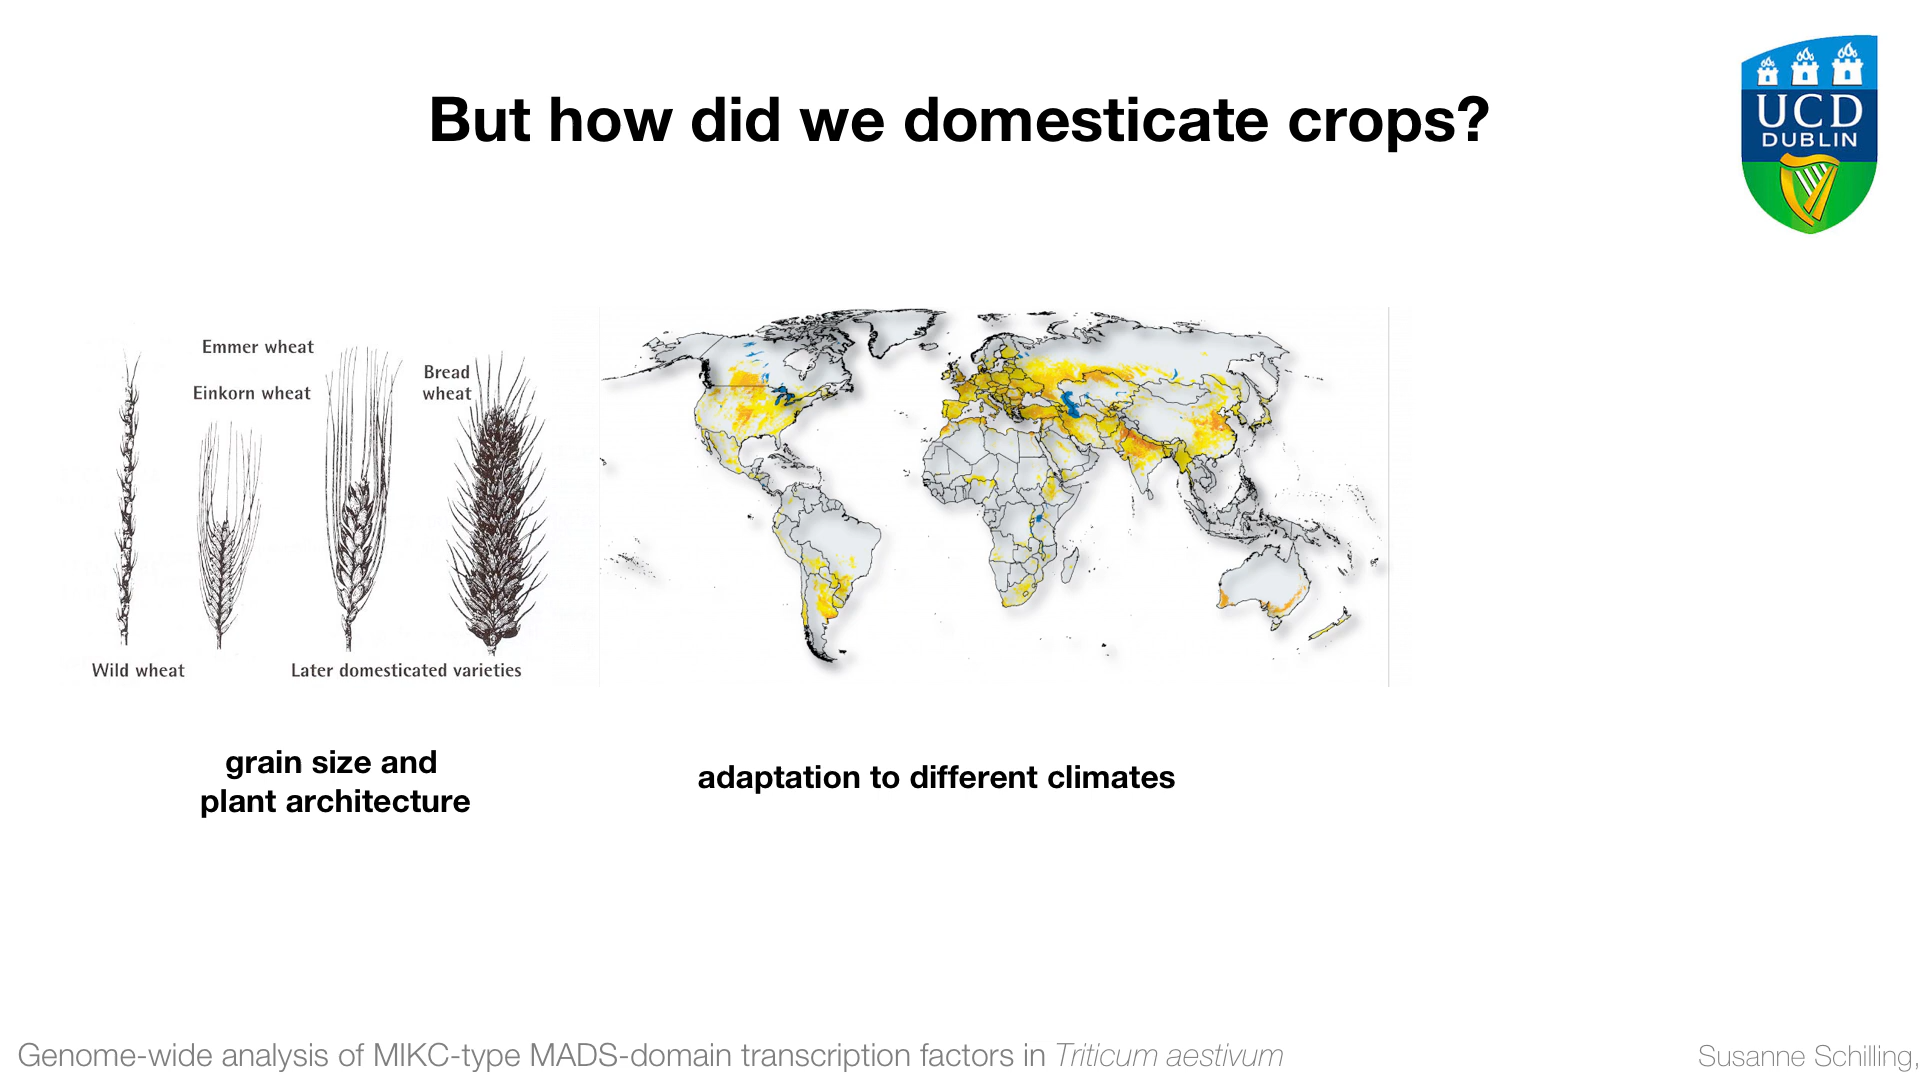 But how did we domesticate crops?
UCD
DUBLIN
Emmer wheat
Einkorn wheat
Bread
wheat
Wild wheat
Later domesticated varieties
grain size and
plant architecture
adaptation to different climates
Genome-wide analysis of MIKC-type MADS-domain transcription factors in Triticum aestivum
Susanne Schilling,